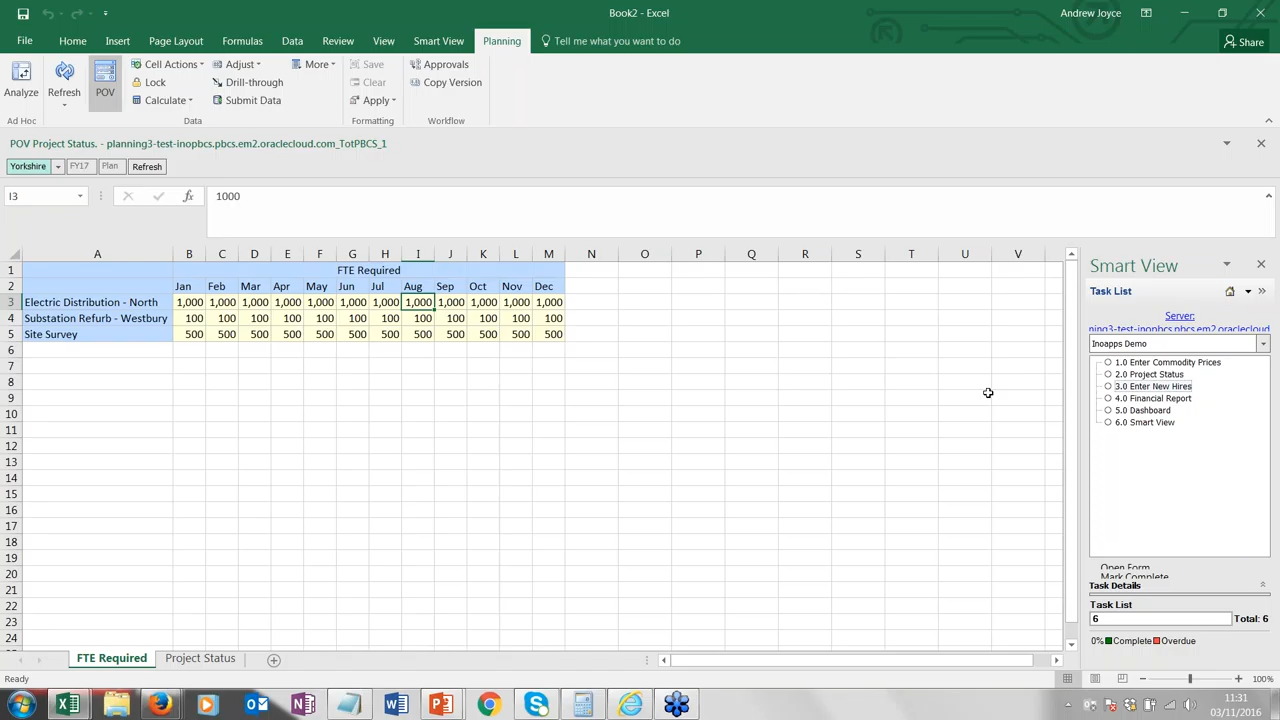 Book2 - Excel
Andrew Joyce
File Home Insert Page Layout Formulas Data Review View Smart View Planning Tell me what you want to do Share
Analyze Refresh POV Cell Actions Adjust More Save Approvals
Lock Drill-through Clear Copy Version
Calculate Submit Data Apply
Ad Hoc Data Formatting Workflow
POV Project Status. - planning3-test-inopbcs.pbcs.em2.oraclecloud.com_TotPBCS_1
Yorkshire FY17 Plan Refresh
I3 fx 1000
A B C D E F G H I J K L M N O P Q R S T U V
1 FTE Required
2 Jan Feb Mar Apr May Jun Jul Aug Sep Oct Nov Dec
3 Electric Distribution - North 1,000 1,000 1,000 1,000 1,000 1,000 1,000 1,000 1,000 1,000 1,000 1,000
4 Substation Refurb - Westbury 100 100 100 100 100 100 100 100 100 100 100 100
5 Site Survey 500 500 500 500 500 500 500 500 500 500 500 500
6
7
8
9
10
11
12
13
14
15
16
17
18
19
20
21
22
23
24
Smart View
Task List
Server:
ning3-test-inopbcs.pbcs.em2.oraclecloud
Inoapps Demo
1.0 Enter Commodity Prices
2.0 Project Status
3.0 Enter New Hires
4.0 Financial Report
5.0 Dashboard
6.0 Smart View
Open Form
Mark Complete
Task Details
Task List
6 Total: 6
0% Complete Overdue
FTE Required Project Status
Ready
100%
11:31
03/11/2016